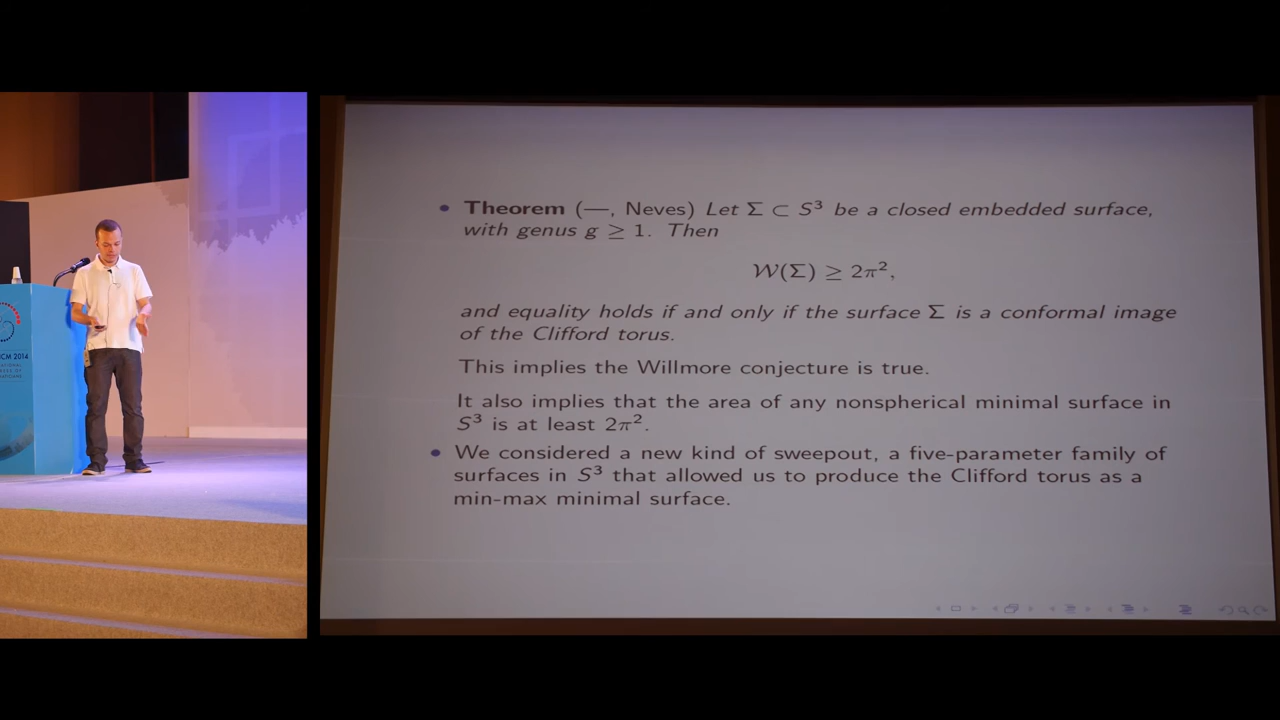 • Theorem (—, Neves) Let Σ ⊂ S³ be a closed embedded surface,
with genus g ≥ 1. Then
𝒲(Σ) ≥ 2π²,
and equality holds if and only if the surface Σ is a conformal image
of the Clifford torus.
This implies the Willmore conjecture is true.
It also implies that the area of any nonspherical minimal surface in
S³ is at least 2π².
• We considered a new kind of sweepout, a five-parameter family of
surfaces in S³ that allowed us to produce the Clifford torus as a
min-max minimal surface.
CM 2014